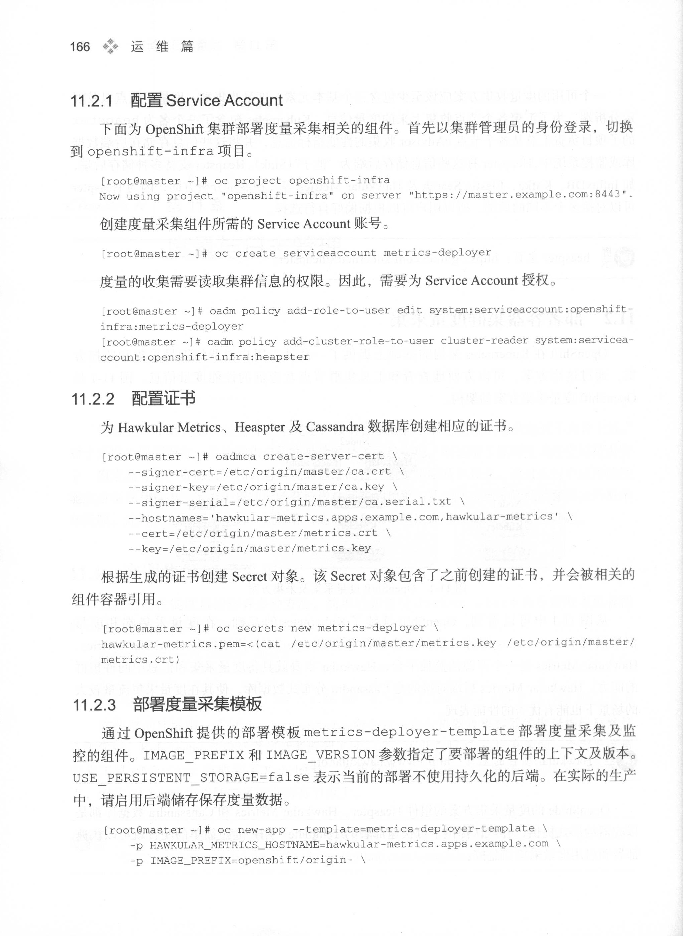 166 运 维 篇
11.2.1 配置 Service Account
下面为 OpenShift 集群部署度量采集相关的组件。首先以集群管理员的身份登录，切换
到 openshift-infra 项目。
[root@master ~]# oc project openshift-infra
Now using project "openshift-infra" on server "https://master.example.com:8443".
创建度量采集组件所需的 Service Account 账号。
[root@master ~]# oc create serviceaccount metrics-deployer
度量的收集需要读取集群信息的权限。因此，需要为 Service Account 授权。
[root@master ~]# oadm policy add-role-to-user edit system:serviceaccount:openshift-
infra:metrics-deployer
[root@master ~]# oadm policy add-cluster-role-to-user cluster-reader system:servicea-
ccount:openshift-infra:heapster
11.2.2 配置证书
为 Hawkular Metrics、Heaspter 及 Cassandra 数据库创建相应的证书。
[root@master ~]# oadmca create-server-cert \
--signer-cert=/etc/origin/master/ca.crt \
--signer-key=/etc/origin/master/ca.key \
--signer-serial=/etc/origin/master/ca.serial.txt \
--hostnames='hawkular-metrics.apps.example.com,hawkular-metrics' \
--cert=/etc/origin/master/metrics.crt \
--key=/etc/origin/master/metrics.key
根据生成的证书创建 Secret 对象。该 Secret 对象包含了之前创建的证书，并会被相关的
组件容器引用。
[root@master ~]# oc secrets new metrics-deployer \
hawkular-metrics.pem=<(cat /etc/origin/master/metrics.key /etc/origin/master/
metrics.crt)
11.2.3 部署度量采集模板
通过 OpenShift 提供的部署模板 metrics-deployer-template 部署度量采集及监
控的组件。IMAGE_PREFIX 和 IMAGE_VERSION 参数指定了要部署的组件的上下文及版本。
USE_PERSISTENT_STORAGE=false 表示当前的部署不使用持久化的后端。在实际的生产
中，请启用后端储存保存度量数据。
[root@master ~]# oc new-app --template=metrics-deployer-template \
-p HAWKULAR_METRICS_HOSTNAME=hawkular-metrics.apps.example.com \
-p IMAGE_PREFIX=openshift/origin- \